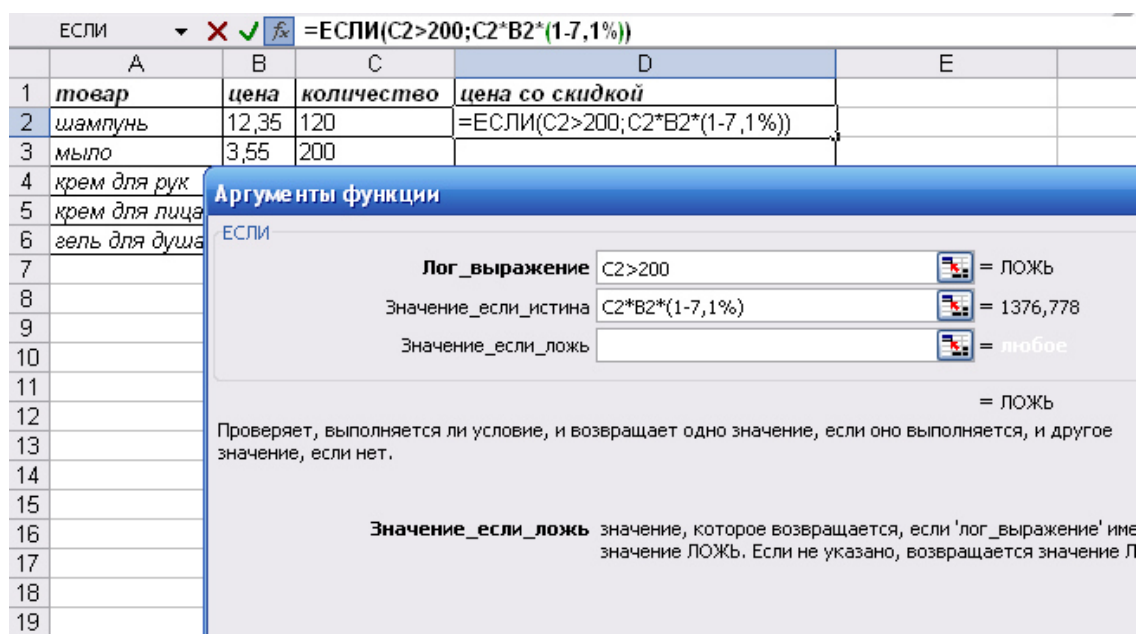 ЕСЛИ =ЕСЛИ(C2>200;C2*B2*(1-7,1%))
A B C D E
1 товар цена количество цена со скидкой
2 шампунь 12,35 120 =ЕСЛИ(C2>200;C2*B2*(1-7,1%))
3 мыло 3,55 200
4 крем для рук
5 крем для лица
6 гель для душа
7
8
9
10
11
12
13
14
15
16
17
18
19
Аргументы функции
ЕСЛИ
Лог_выражение C2>200 = ЛОЖЬ
Значение_если_истина C2*B2*(1-7,1%) = 1376,778
Значение_если_ложь = любое
= ЛОЖЬ
Проверяет, выполняется ли условие, и возвращает одно значение, если оно выполняется, и другое
значение, если нет.
Значение_если_ложь значение, которое возвращается, если 'лог_выражение' име
значение ЛОЖЬ. Если не указано, возвращается значение Л